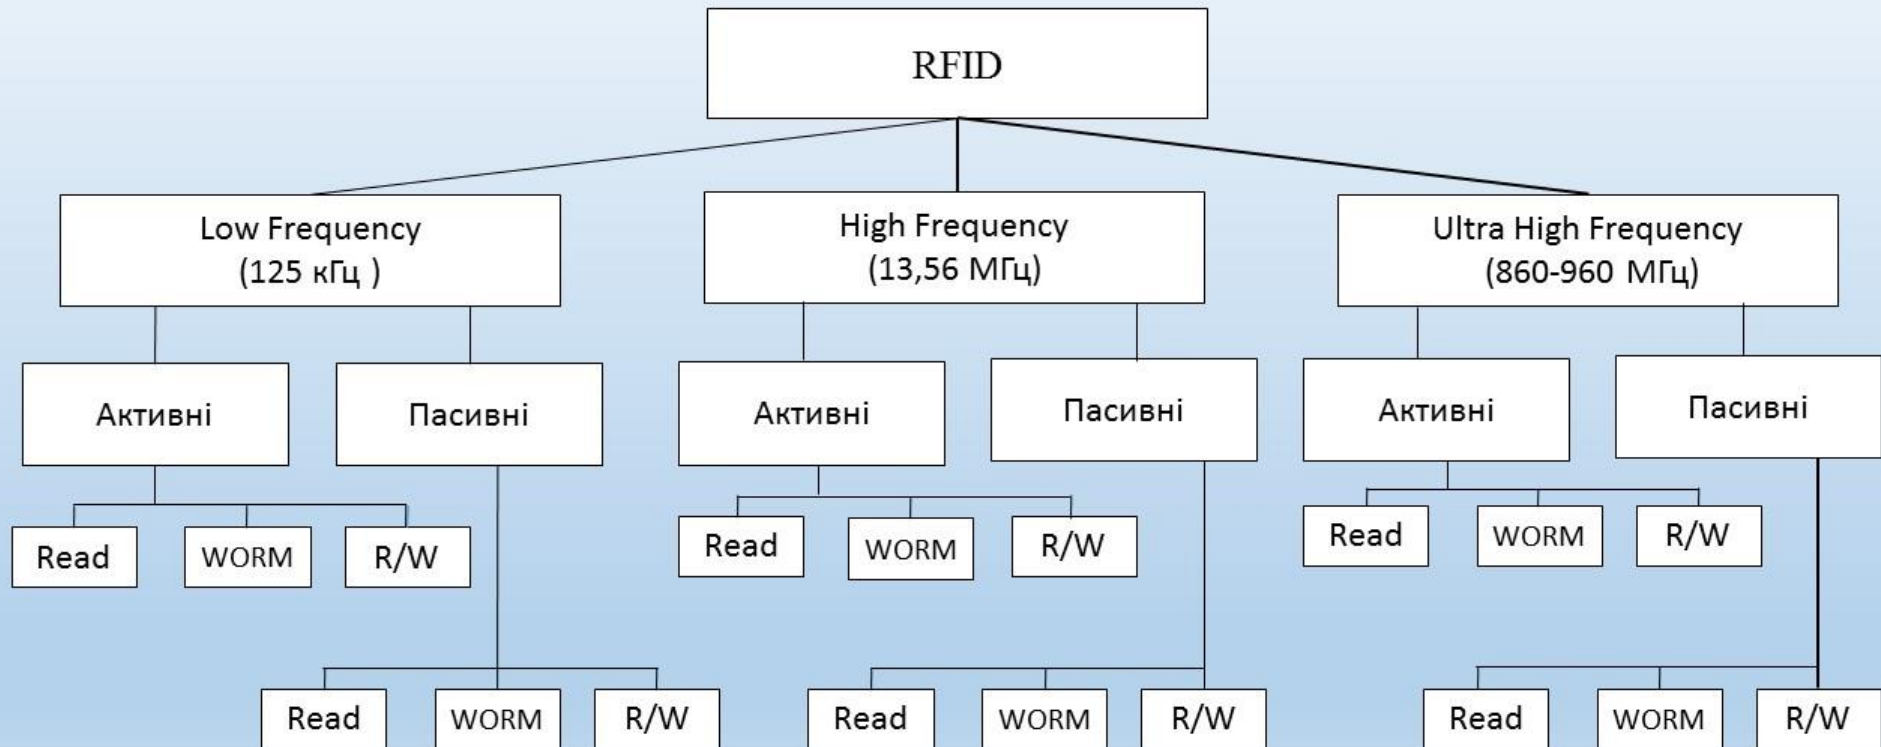 RFID
Low Frequency
(125 кГц )
High Frequency
(13,56 МГц)
Ultra High Frequency
(860-960 МГц)
Активні
Пасивні
Активні
Пасивні
Активні
Пасивні
Read
WORM
R/W
Read
WORM
R/W
Read
WORM
R/W
Read
WORM
R/W
Read
WORM
R/W
Read
WORM
R/W